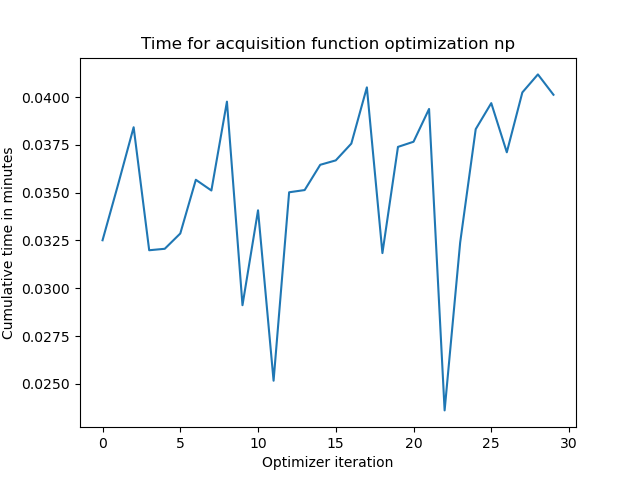 Time for acquisition function optimization np
Cumulative time in minutes
0.0400
0.0375
0.0350
0.0325
0.0300
0.0275
0.0250
0 5 10 15 20 25 30
Optimizer iteration